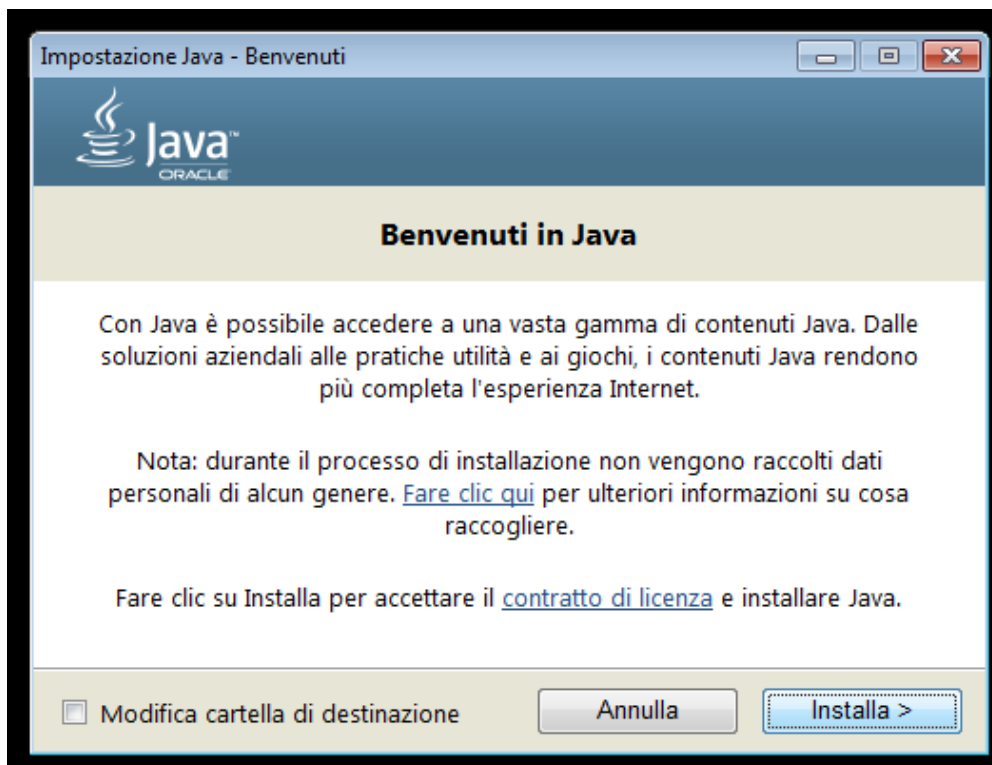 Impostazione Java - Benvenuti
Java™
ORACLE
Benvenuti in Java
Con Java è possibile accedere a una vasta gamma di contenuti Java. Dalle
soluzioni aziendali alle pratiche utilità e ai giochi, i contenuti Java rendono
più completa l'esperienza Internet.
Nota: durante il processo di installazione non vengono raccolti dati
personali di alcun genere. Fare clic qui per ulteriori informazioni su cosa
raccogliere.
Fare clic su Installa per accettare il contratto di licenza e installare Java.
Modifica cartella di destinazione
Annulla
Installa >